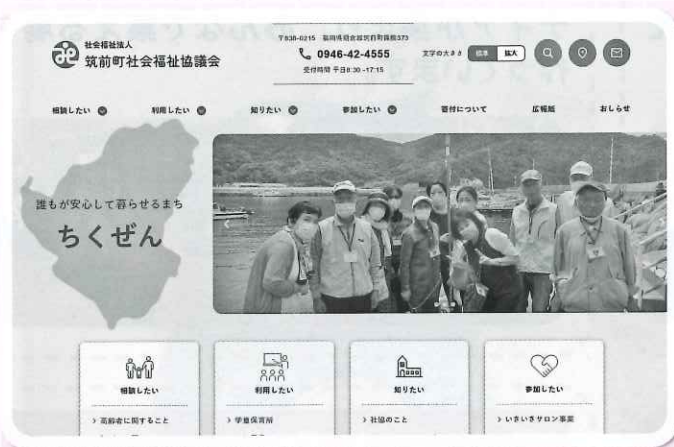 社会福祉法人
筑前町社会福祉協議会
〒838-0215 福岡県朝倉郡筑前町篠隈373
0946-42-4555
受付時間 平日8:30-17:15
文字の大きさ 標準 拡大
相談したい 利用したい 知りたい 参加したい 寄付について 広報紙 おしらせ
誰もが安心して暮らせるまち
ちくぜん
相談したい
利用したい
知りたい
参加したい
> 高齢者に関すること
> 学童保育所
> 社協のこと
> いきいきサロン事業